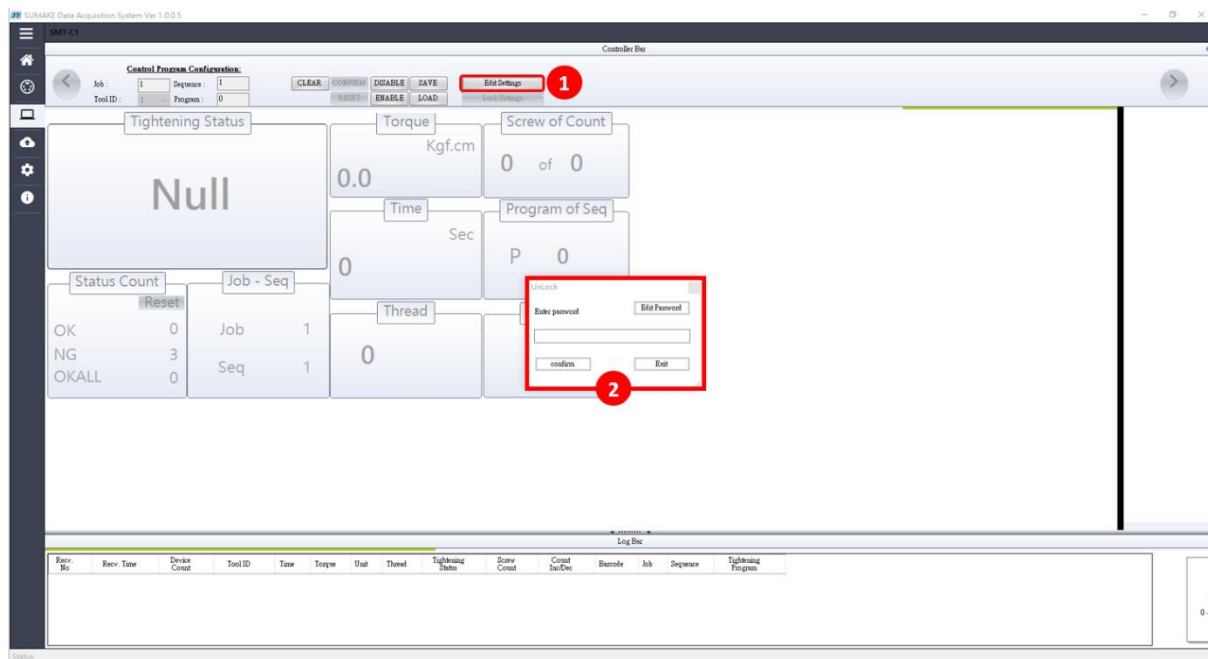 SUMAKE Data Acquisition System Ver 1.0.0.5
SMT-C1
Controller Bar
Control Program Configuration:
Job : 1 Sequence : 1
Tool ID : 1 Program : 0
CLEAR CONFIRM DISABLE SAVE
RESET ENABLE LOAD
Edit Settings
Lock Settings
1
Tightening Status
Null
Torque
Kgf.cm
0.0
Screw of Count
0 of 0
Time
Sec
0
Program of Seq
P 0
Status Count
Reset
OK 0
NG 3
OKALL 0
Job - Seq
Job 1
Seq 1
Thread
0
UnLock
Enter password
Edit Password
confirm
Exit
2
Log Bar
Recv. No
Recv. Time
Device Count
Tool ID
Time
Torque
Unit
Thread
Tightening Status
Screw Count
Count Inc/Dec
Barcode
Job
Sequence
Tightening Program
Status